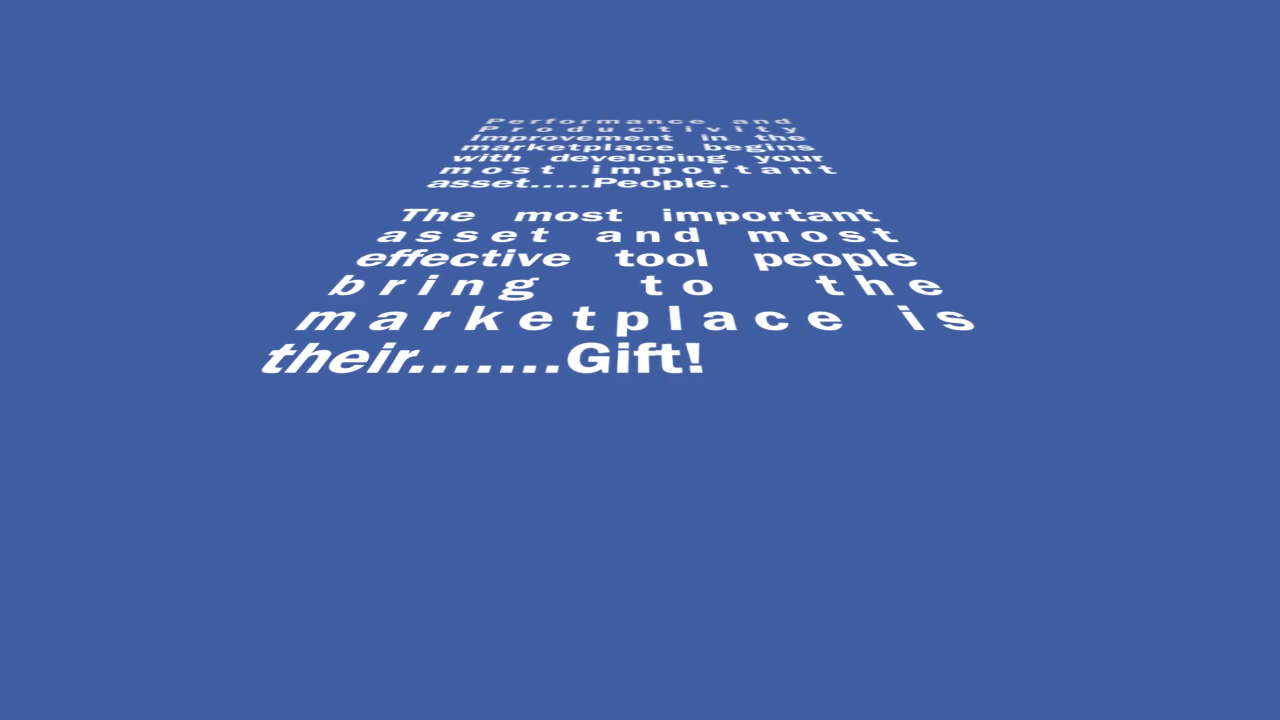 Performance and
Productivity
Improvement in the
marketplace begins
with developing your
most important
asset.....People.
The most important
asset and most
effective tool people
bring to the
marketplace is
their.......Gift!